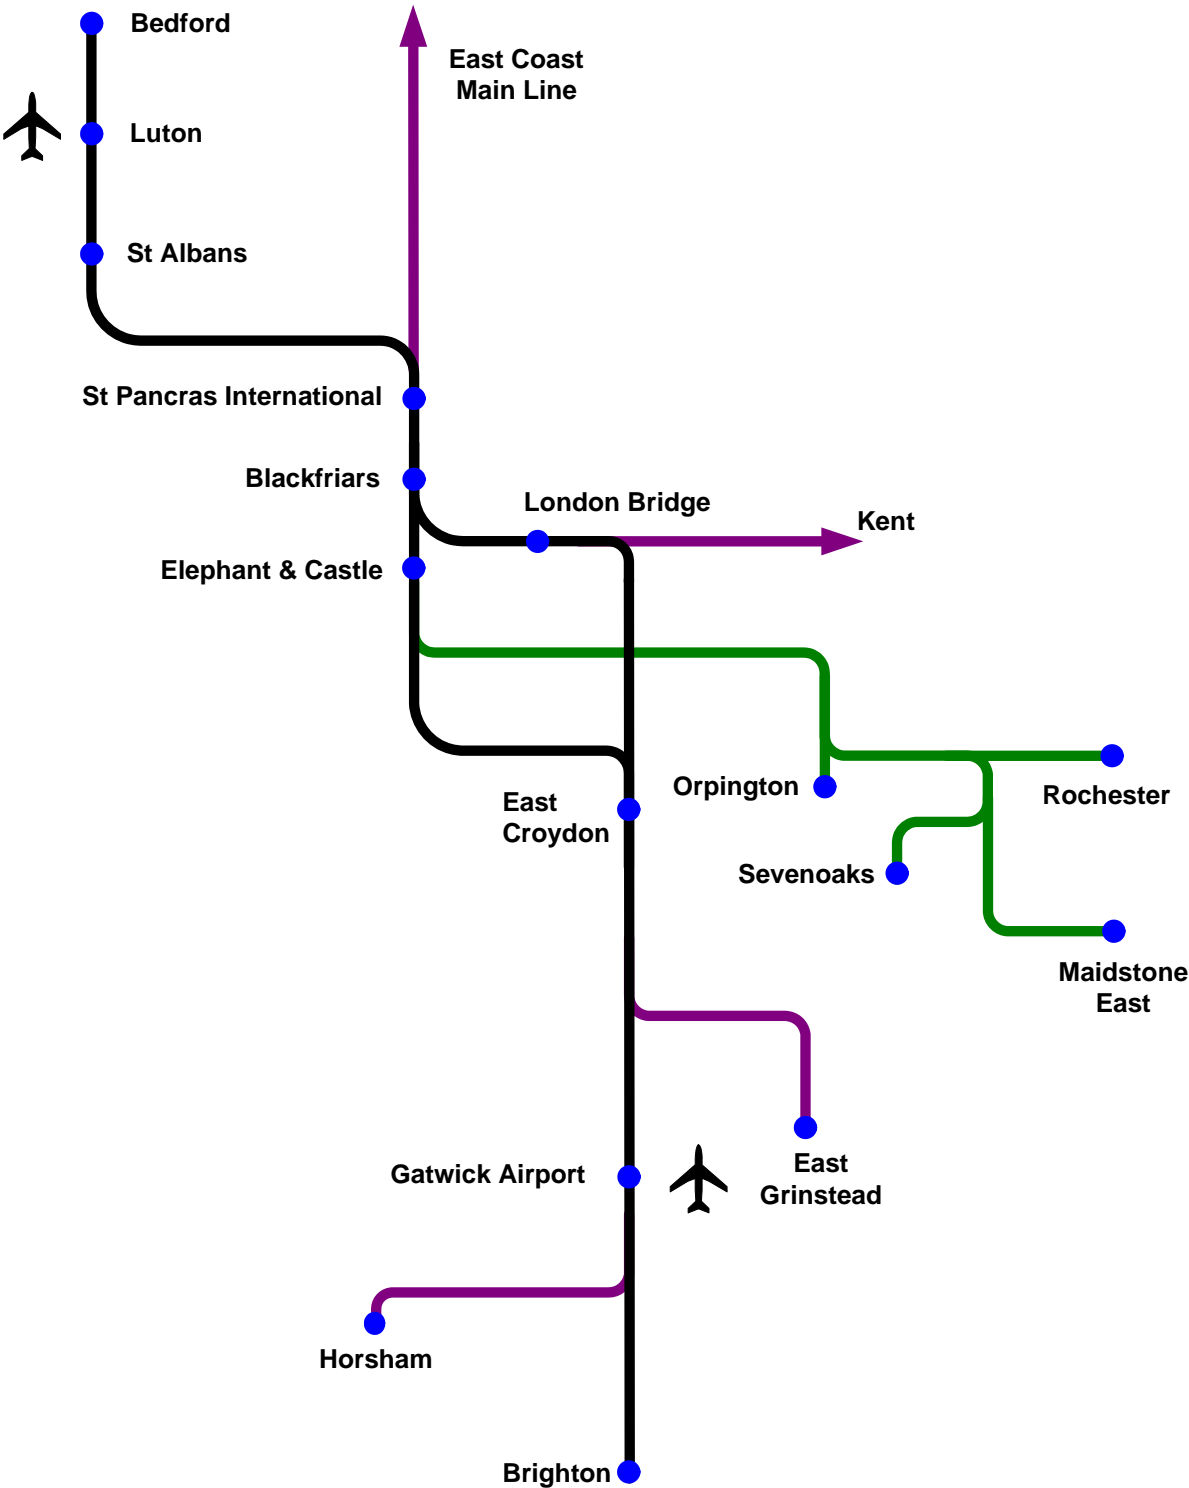 Bedford
East Coast
Main Line
Luton
St Albans
St Pancras International
Blackfriars
London Bridge
Kent
Elephant & Castle
Orpington
Rochester
East
Croydon
Sevenoaks
Maidstone
East
Gatwick Airport
East
Grinstead
Horsham
Brighton